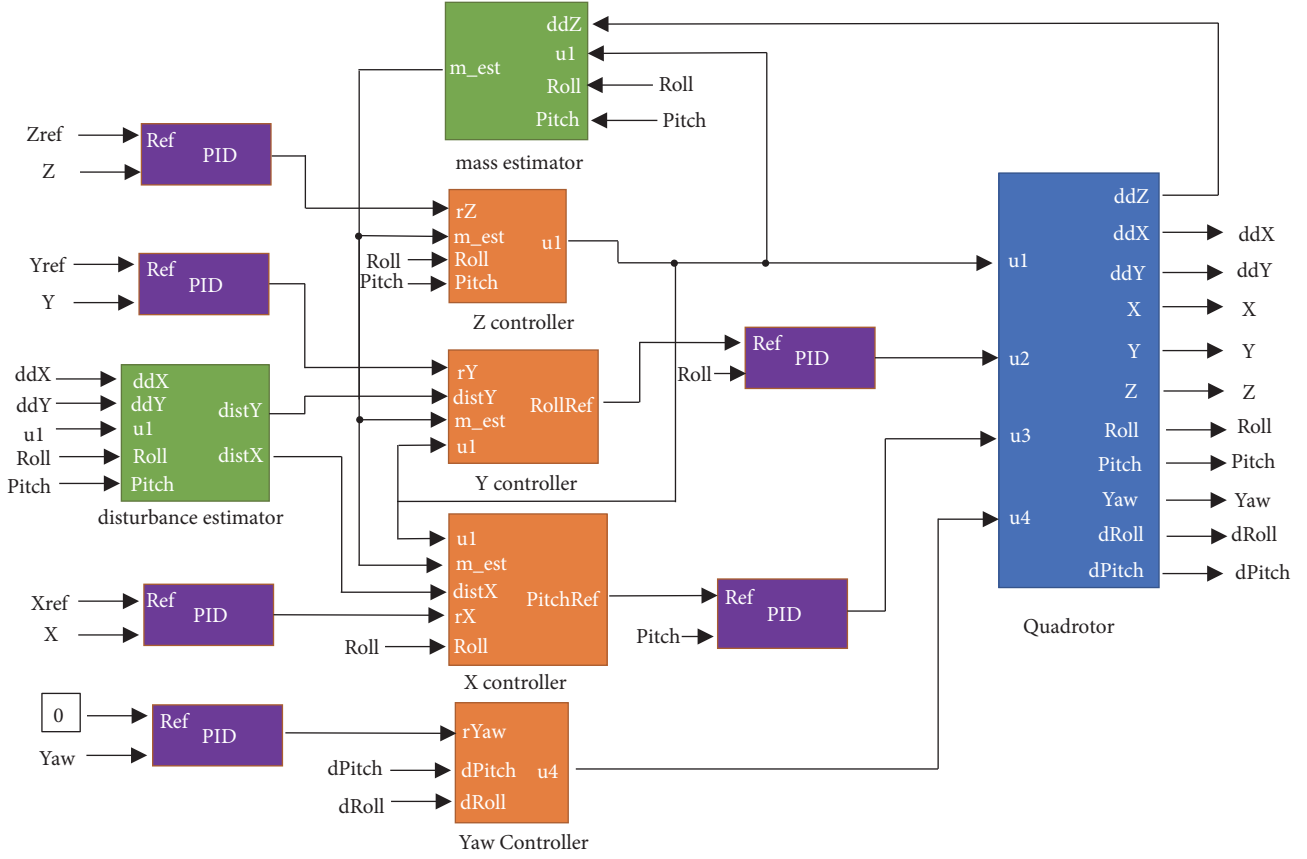 ddZ
u1
m_est
Roll
Roll
Pitch
Pitch
mass estimator
Zref
Z
Ref
PID
rZ
m_est
Roll
Pitch
u1
Roll
Pitch
Z controller
Yref
Y
Ref
PID
rY
distY
m_est
u1
RollRef
Y controller
Ref
PID
Roll
ddX
ddY
u1
Roll
Pitch
ddX
ddY
u1
Roll
Pitch
distY
distX
disturbance estimator
u1
m_est
distX
rX
Roll
PitchRef
Roll
X controller
Xref
X
Ref
PID
Ref
PID
Pitch
0
Yaw
Ref
PID
rYaw
dPitch
dRoll
u4
dPitch
dRoll
Yaw Controller
u1
u2
u3
u4
ddZ
ddX
ddY
X
Y
Z
Roll
Pitch
Yaw
dRoll
dPitch
Quadrotor
ddX
ddY
X
Y
Z
Roll
Pitch
Yaw
dRoll
dPitch